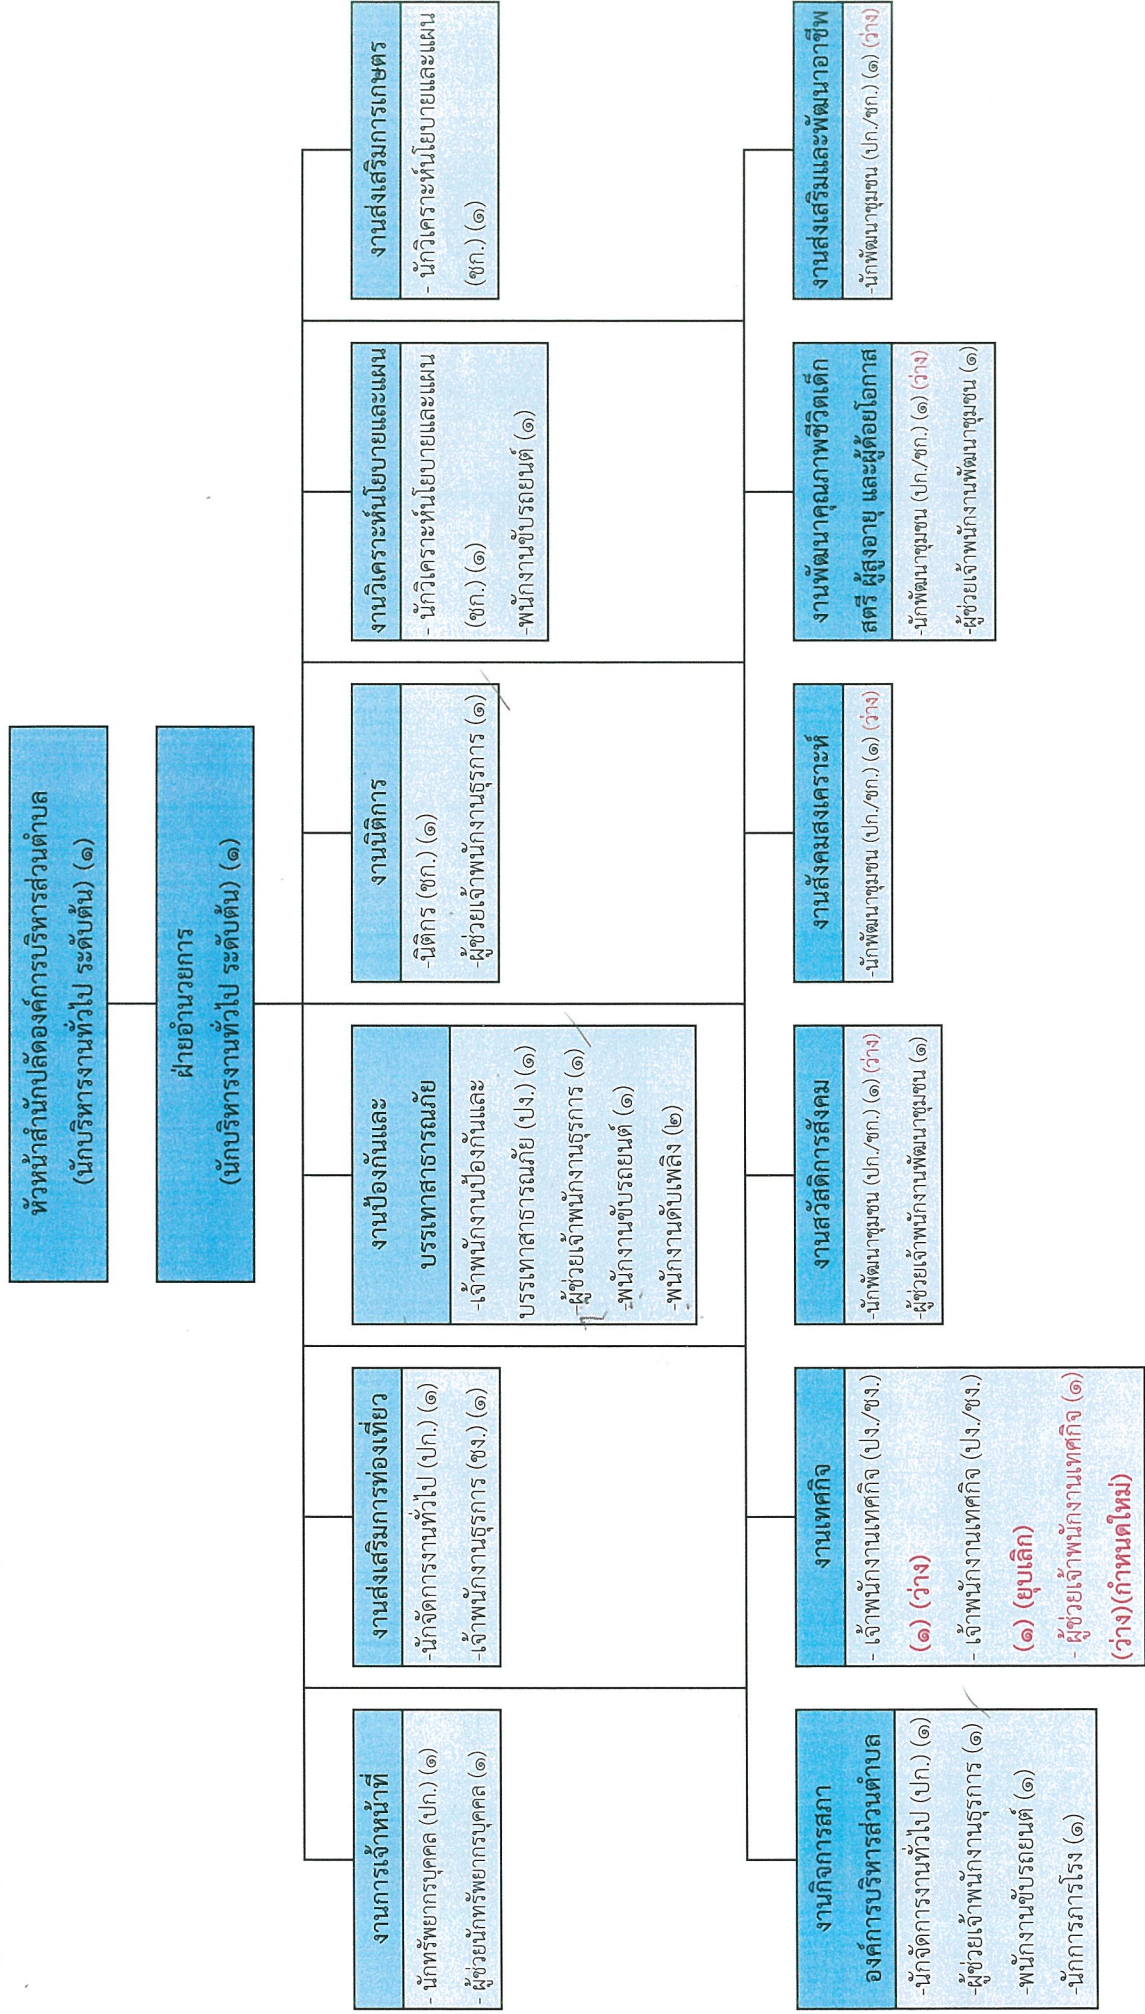 หัวหน้าสำนักปลัดองค์การบริหารส่วนตำบล
(นักบริหารงานทั่วไป ระดับต้น) (๑)
ฝ่ายอำนวยการ
(นักบริหารงานทั่วไป ระดับต้น) (๑)
งานการเจ้าหน้าที่
- นักทรัพยากรบุคคล (ปก.) (๑)
- ผู้ช่วยนักทรัพยากรบุคคล (๑)
งานส่งเสริมการท่องเที่ยว
-นักจัดการงานทั่วไป (ปก.) (๑)
-เจ้าพนักงานธุรการ (ชง.) (๑)
งานป้องกันและ
บรรเทาสาธารณภัย
-เจ้าพนักงานป้องกันและ
บรรเทาสาธารณภัย (ปง.) (๑)
-ผู้ช่วยเจ้าพนักงานธุรการ (๑)
-พนักงานขับรถยนต์ (๑)
-พนักงานดับเพลิง (๒)
งานนิติการ
-นิติกร (ชก.) (๑)
-ผู้ช่วยเจ้าพนักงานธุรการ (๑)
งานวิเคราะห์นโยบายและแผน
- นักวิเคราะห์นโยบายและแผน
(ชก.) (๑)
-พนักงานขับรถยนต์ (๑)
งานส่งเสริมการเกษตร
- นักวิเคราะห์นโยบายและแผน
(ชก.) (๑)
งานกิจการสภา
องค์การบริหารส่วนตำบล
-นักจัดการงานทั่วไป (ปก.) (๑)
-ผู้ช่วยเจ้าพนักงานธุรการ (๑)
-พนักงานขับรถยนต์ (๑)
-นักการภารโรง (๑)
งานเทศกิจ
- เจ้าพนักงานเทศกิจ (ปง./ชง.)
(๑) (ว่าง)
- เจ้าพนักงานเทศกิจ (ปง./ชง.)
(๑) (ยุบเลิก)
- ผู้ช่วยเจ้าพนักงานเทศกิจ (๑)
(ว่าง)(กำหนดใหม่)
งานสวัสดิการสังคม
-นักพัฒนาชุมชน (ปก./ชก.) (๑) (ว่าง)
-ผู้ช่วยเจ้าพนักงานพัฒนาชุมชน (๑)
งานสังคมสงเคราะห์
-นักพัฒนาชุมชน (ปก./ชก.) (๑) (ว่าง)
งานพัฒนาคุณภาพชีวิตเด็ก
สตรี ผู้สูงอายุ และผู้ด้อยโอกาส
-นักพัฒนาชุมชน (ปก./ชก.) (๑) (ว่าง)
-ผู้ช่วยเจ้าพนักงานพัฒนาชุมชน (๑)
งานส่งเสริมและพัฒนาอาชีพ
-นักพัฒนาชุมชน (ปก./ชก.) (๑) (ว่าง)